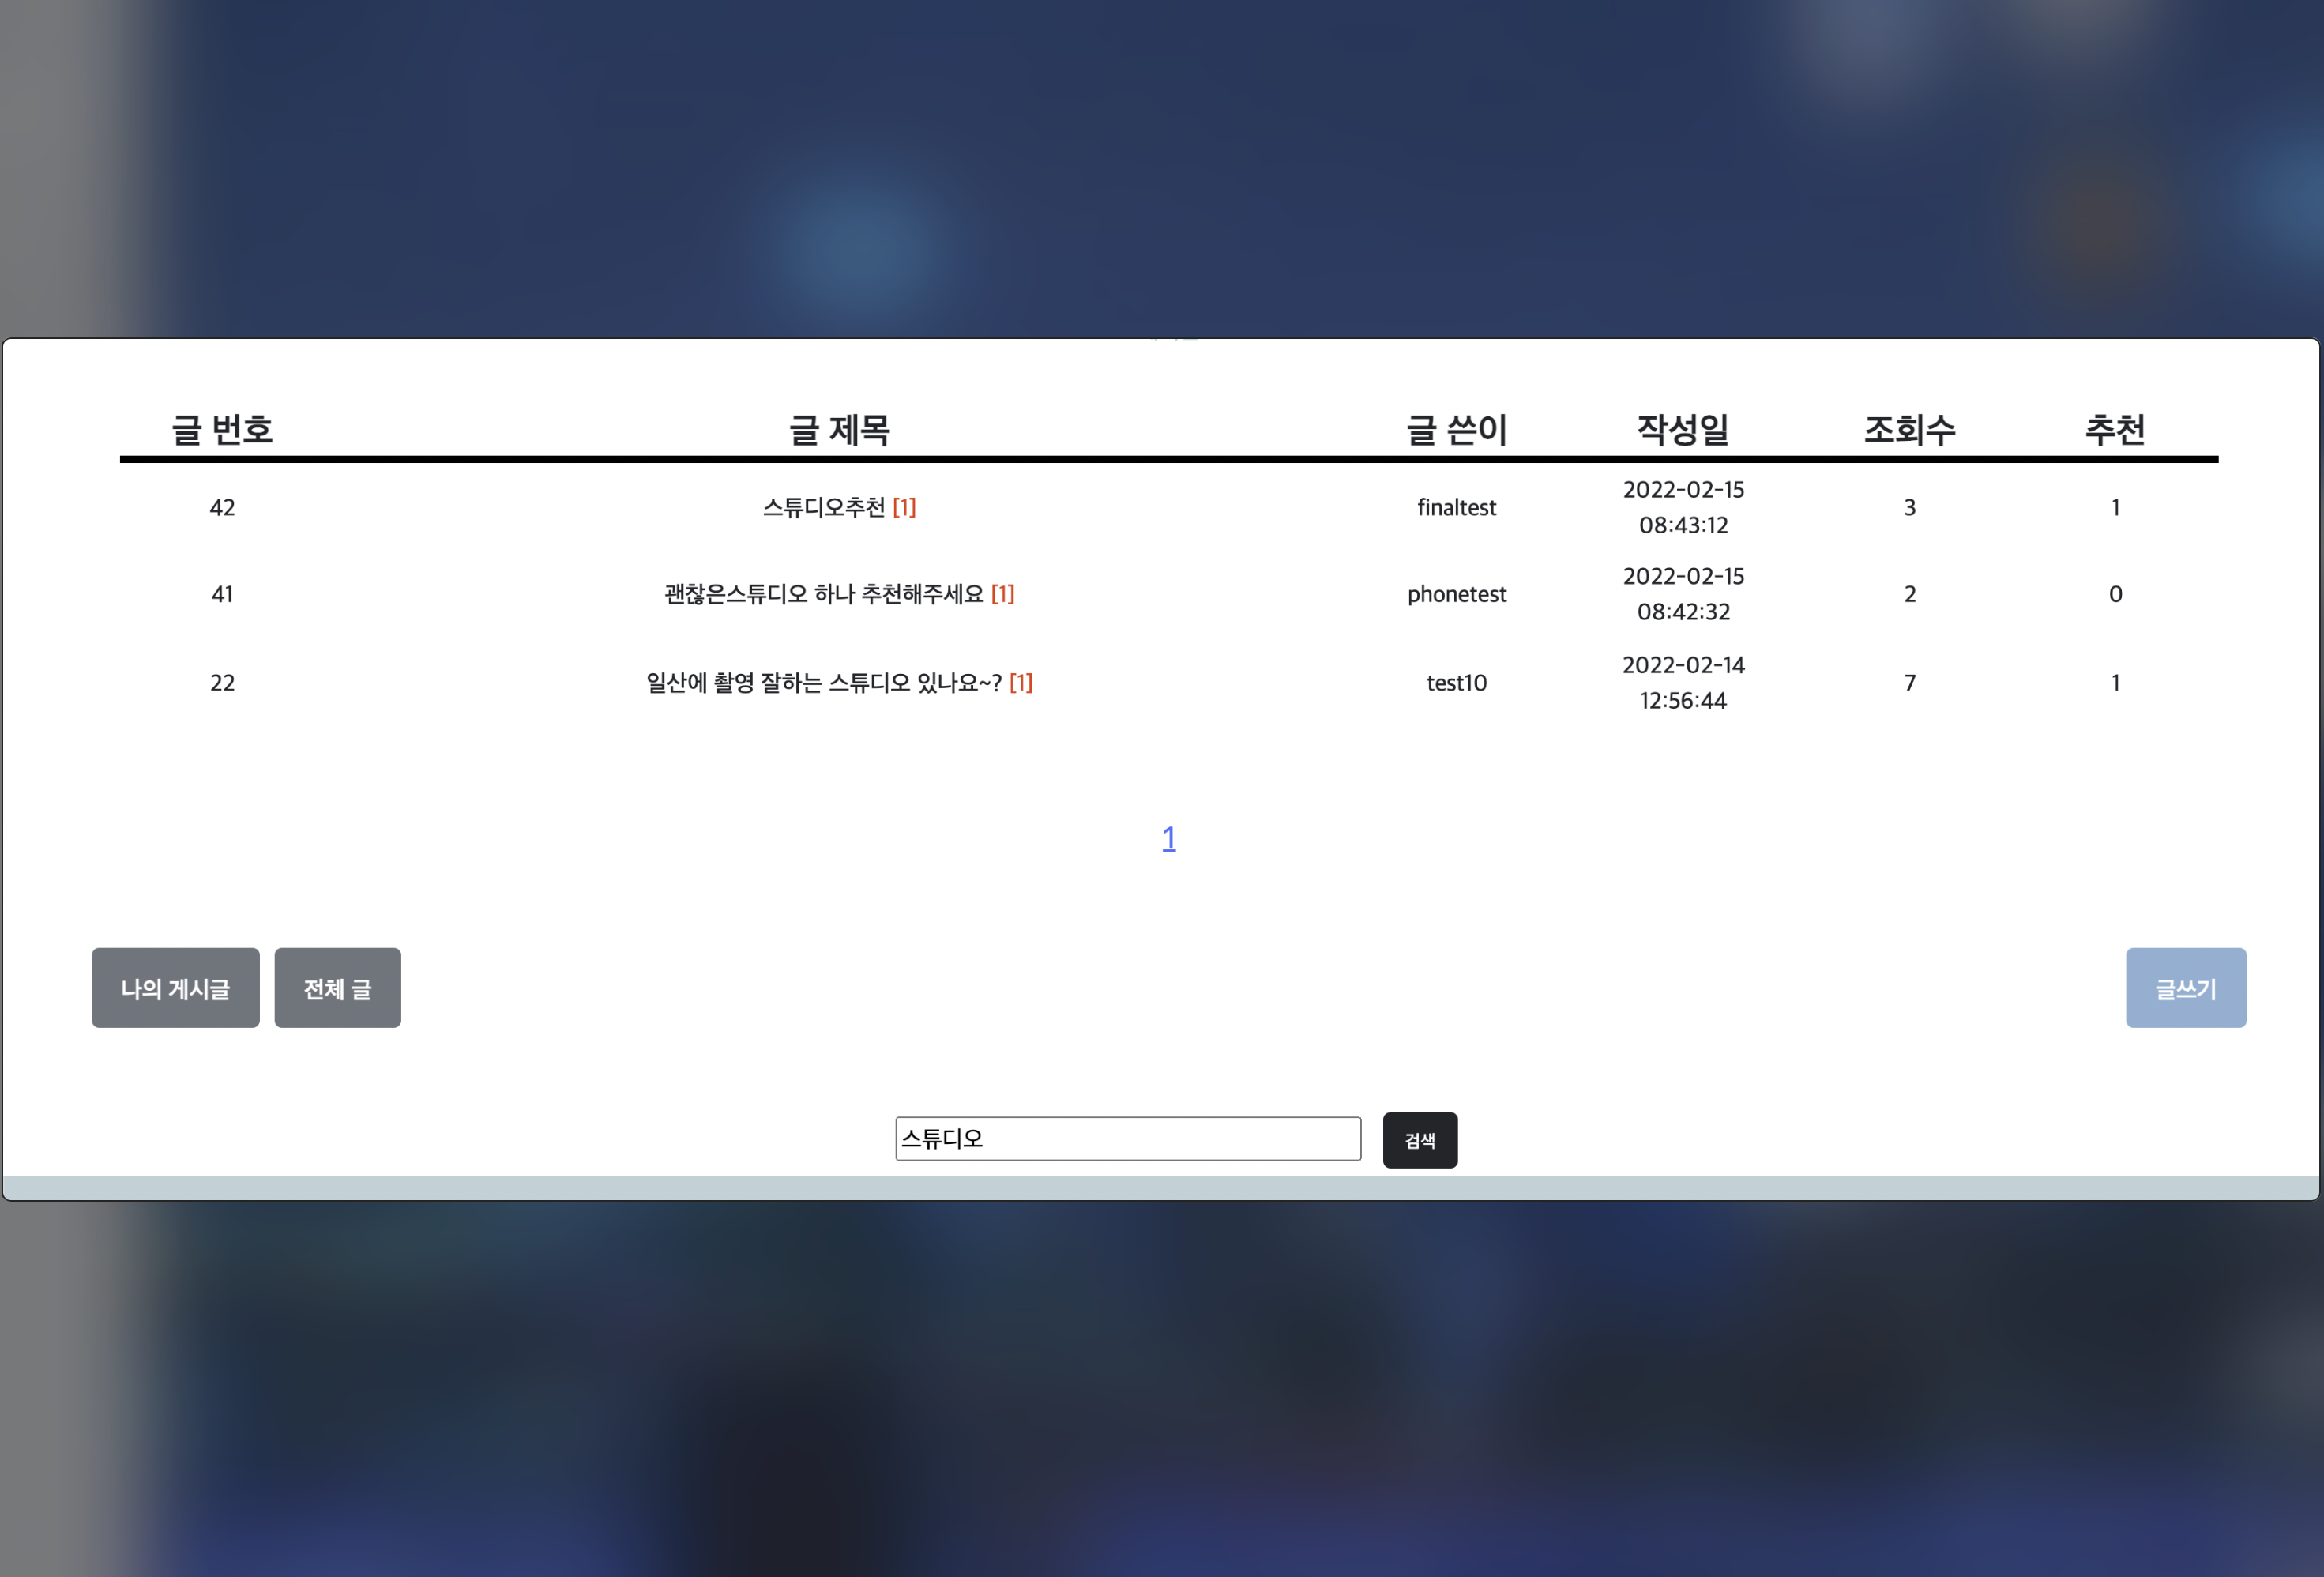 글 번호 글 제목 글 쓴이 작성일 조회수 추천
42 스튜디오추천 [1] finaltest 2022-02-15 08:43:12 3 1
41 괜찮은스튜디오 하나 추천해주세요 [1] phonetest 2022-02-15 08:42:32 2 0
22 일산에 촬영 잘하는 스튜디오 있나요~? [1] test10 2022-02-14 12:56:44 7 1
1
나의 게시글 전체 글 글쓰기
스튜디오 검색